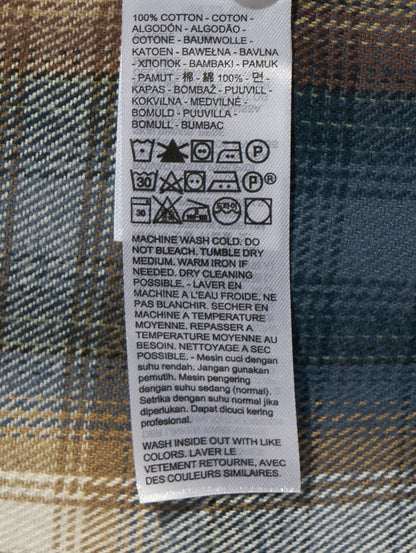 100% COTTON - COTON -
ALGODÓN - ALGODÃO -
COTONE - BAUMWOLLE -
KATOEN - BAWEŁNA - BAVLNA
- ХЛОПОК - BAMBAKI - PAMUK
- PAMUT - 棉 - 綿 100% - 면 -
KAPAS - BOMBAŽ - PUUVILL -
KOKVILNA - MEDVILNĖ -
BOMULD - PUUVILLA -
BOMULL - BUMBAC
P
30 P®
30
드라이
MACHINE WASH COLD. DO
NOT BLEACH. TUMBLE DRY
MEDIUM. WARM IRON IF
NEEDED. DRY CLEANING
POSSIBLE. - LAVER EN
MACHINE A L'EAU FROIDE. NE
PAS BLANCHIR. SECHER EN
MACHINE A TEMPERATURE
MOYENNE. REPASSER A
TEMPERATURE MOYENNE AU
BESOIN. NETTOYAGE A SEC
POSSIBLE. - Mesin cuci dengan
suhu rendah. Jangan gunakan
pemutih. Mesin pengering
dengan suhu sedang (normal).
Setrika dengan suhu normal jika
diperlukan. Dapat dicuci kering
profesional.
WASH INSIDE OUT WITH LIKE
COLORS. LAVER LE
VETEMENT RETOURNE, AVEC
DES COULEURS SIMILAIRES.